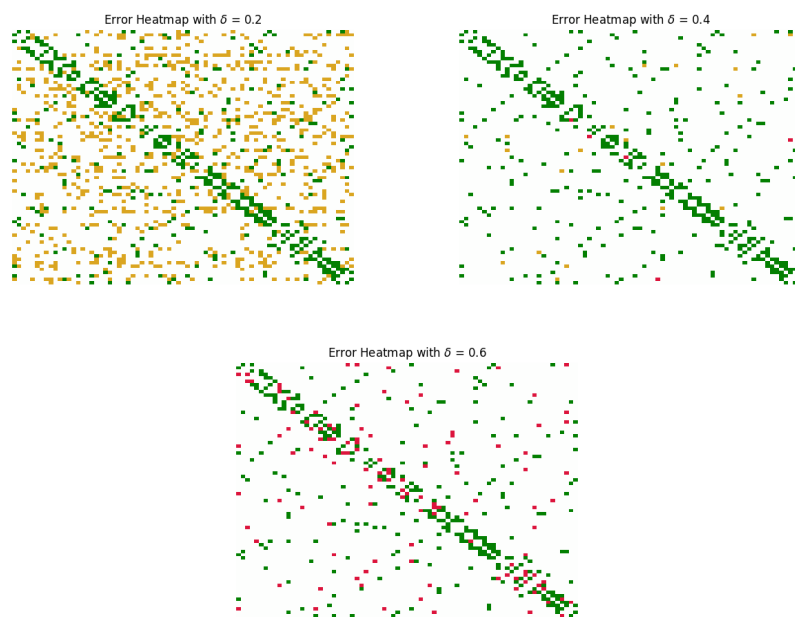 Error Heatmap with δ = 0.2
Error Heatmap with δ = 0.4
Error Heatmap with δ = 0.6